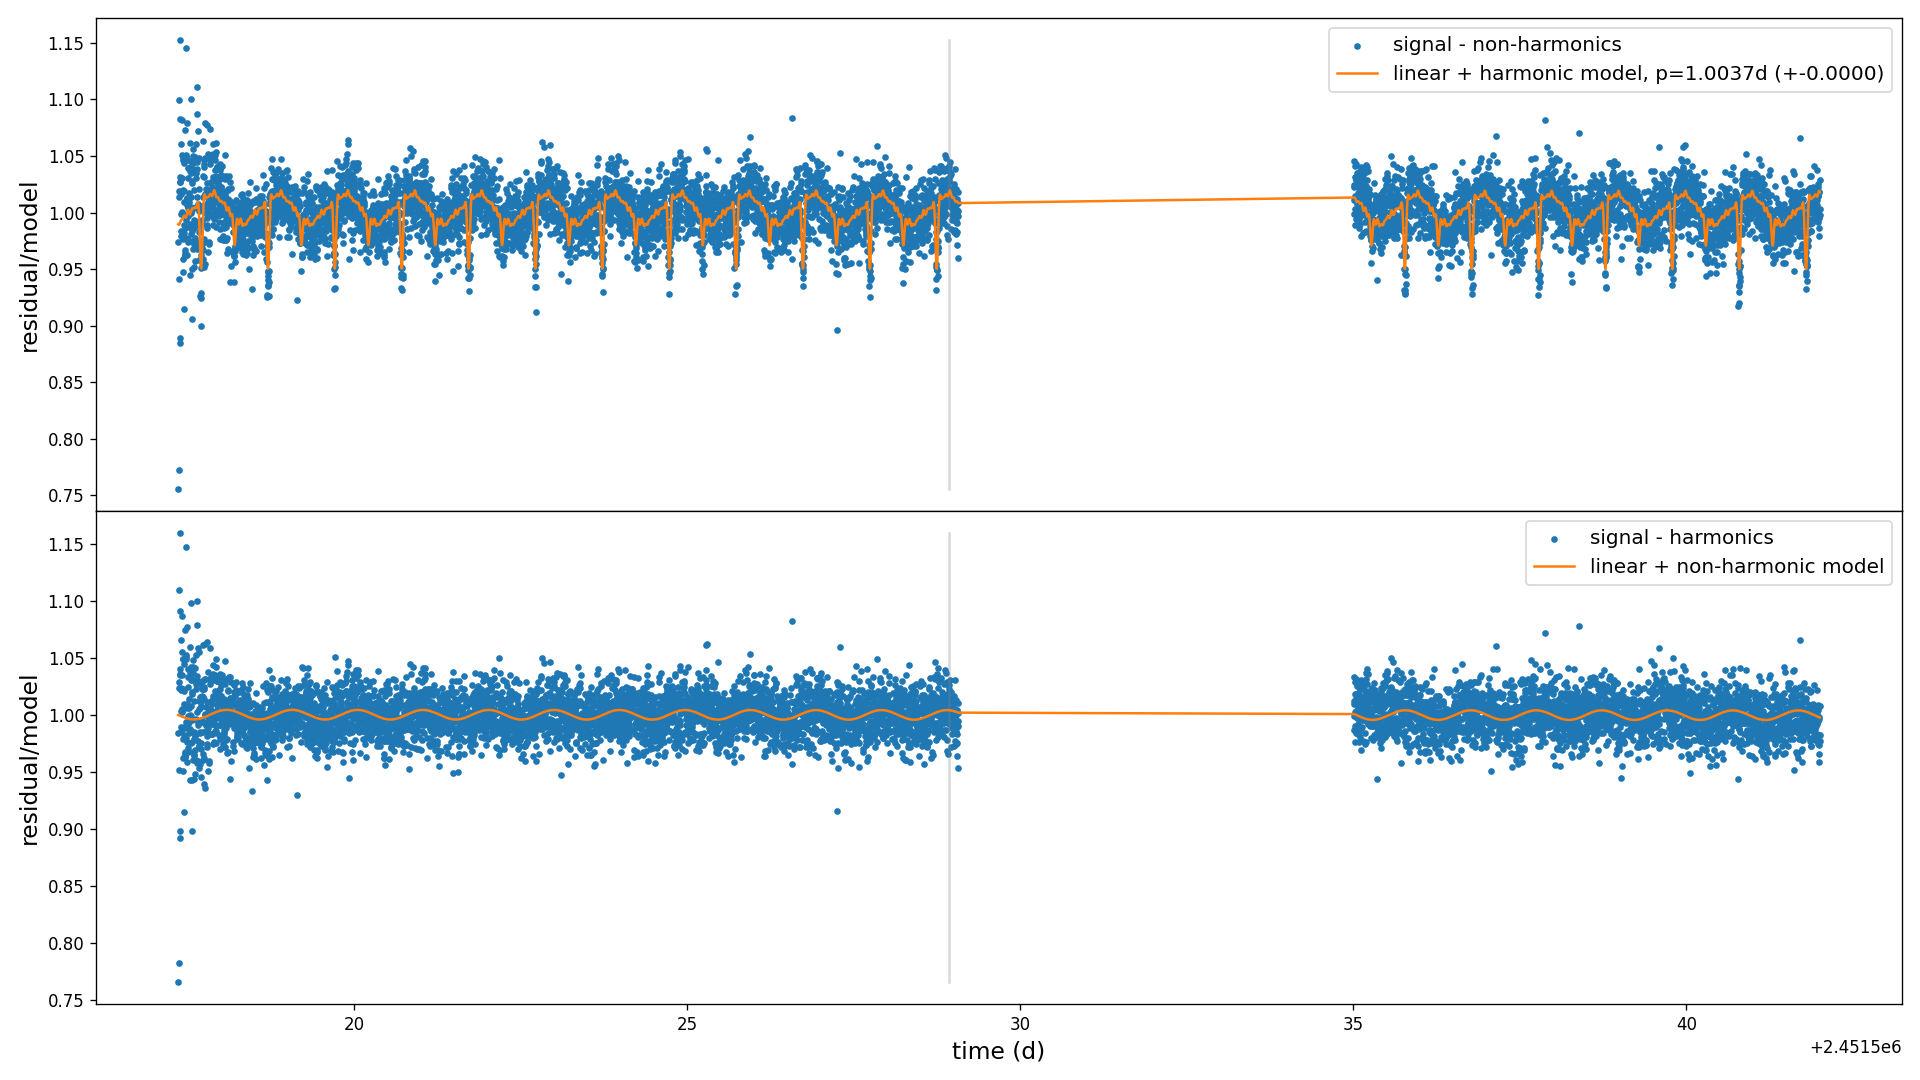 signal - non-harmonics
linear + harmonic model, p=1.0037d (+-0.0000)
1.15
1.10
1.05
1.00
0.95
0.90
0.85
0.80
0.75
residual/model
signal - harmonics
linear + non-harmonic model
1.15
1.10
1.05
1.00
0.95
0.90
0.85
0.80
0.75
residual/model
20
25
30
35
40
time (d)
+2.4515e6